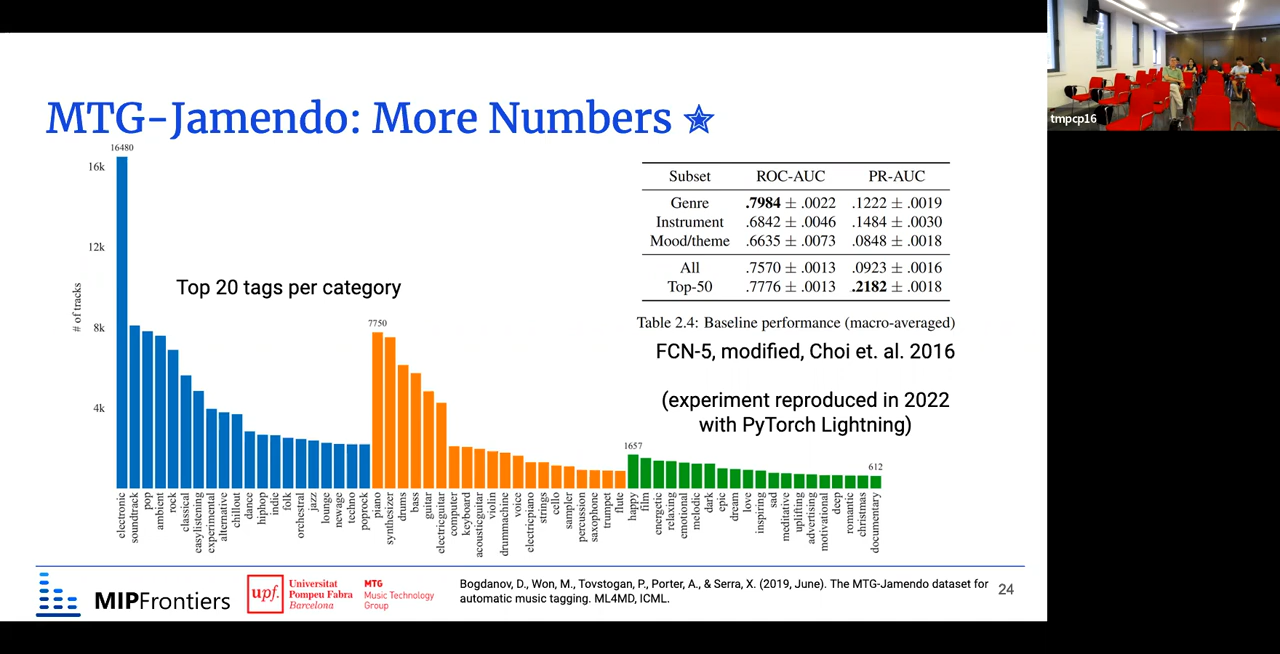 MTG-Jamendo: More Numbers
16480
16k
12k
8k
4k
# of tracks
Top 20 tags per category
7750
1657
612
electronic
soundtrack
pop
ambient
rock
classical
easylistening
experimental
alternative
chillout
dance
hiphop
indie
folk
orchestral
jazz
lounge
newage
techno
poprock
piano
synthesizer
drums
bass
guitar
electricguitar
computer
keyboard
acousticguitar
violin
drummachine
voice
electricpiano
strings
cello
sampler
percussion
saxophone
trumpet
flute
happy
film
energetic
relaxing
emotional
melodic
dark
epic
dream
love
inspiring
sad
meditative
uplifting
advertising
motivational
deep
romantic
christmas
documentary
Subset ROC-AUC PR-AUC
Genre .7984 ± .0022 .1222 ± .0019
Instrument .6842 ± .0046 .1484 ± .0030
Mood/theme .6635 ± .0073 .0848 ± .0018
All .7570 ± .0013 .0923 ± .0016
Top-50 .7776 ± .0013 .2182 ± .0018
Table 2.4: Baseline performance (macro-averaged)
FCN-5, modified, Choi et. al. 2016
(experiment reproduced in 2022
with PyTorch Lightning)
MIPFrontiers
upf.
Universitat
Pompeu Fabra
Barcelona
MTG
Music Technology
Group
Bogdanov, D., Won, M., Tovstogan, P., Porter, A., & Serra, X. (2019, June). The MTG-Jamendo dataset for
automatic music tagging. ML4MD, ICML.
24
tmpcp16